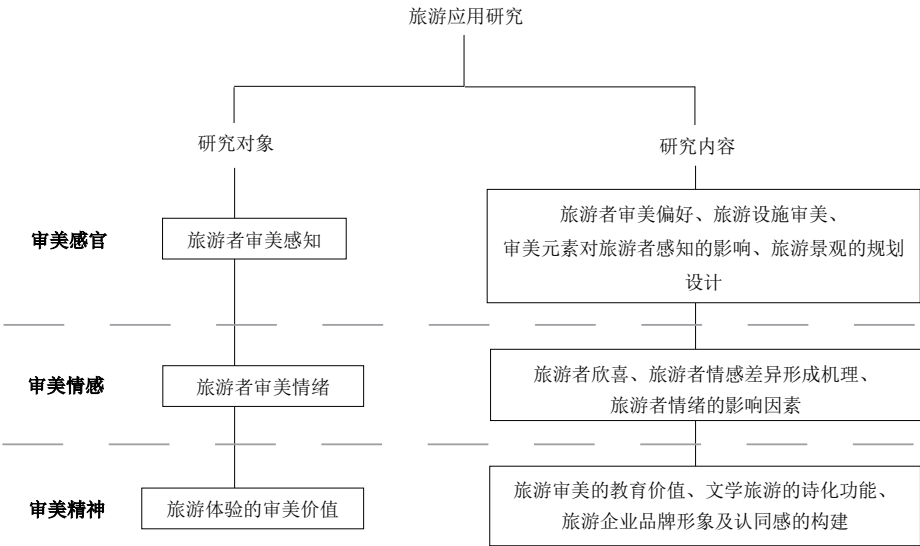 旅游应用研究
研究对象
研究内容
审美感官
旅游者审美感知
旅游者审美偏好、旅游设施审美、
审美元素对旅游者感知的影响、旅游景观的规划
设计
审美情感
旅游者审美情绪
旅游者欣喜、旅游者情感差异形成机理、
旅游者情绪的影响因素
审美精神
旅游体验的审美价值
旅游审美的教育价值、文学旅游的诗化功能、
旅游企业品牌形象及认同感的构建